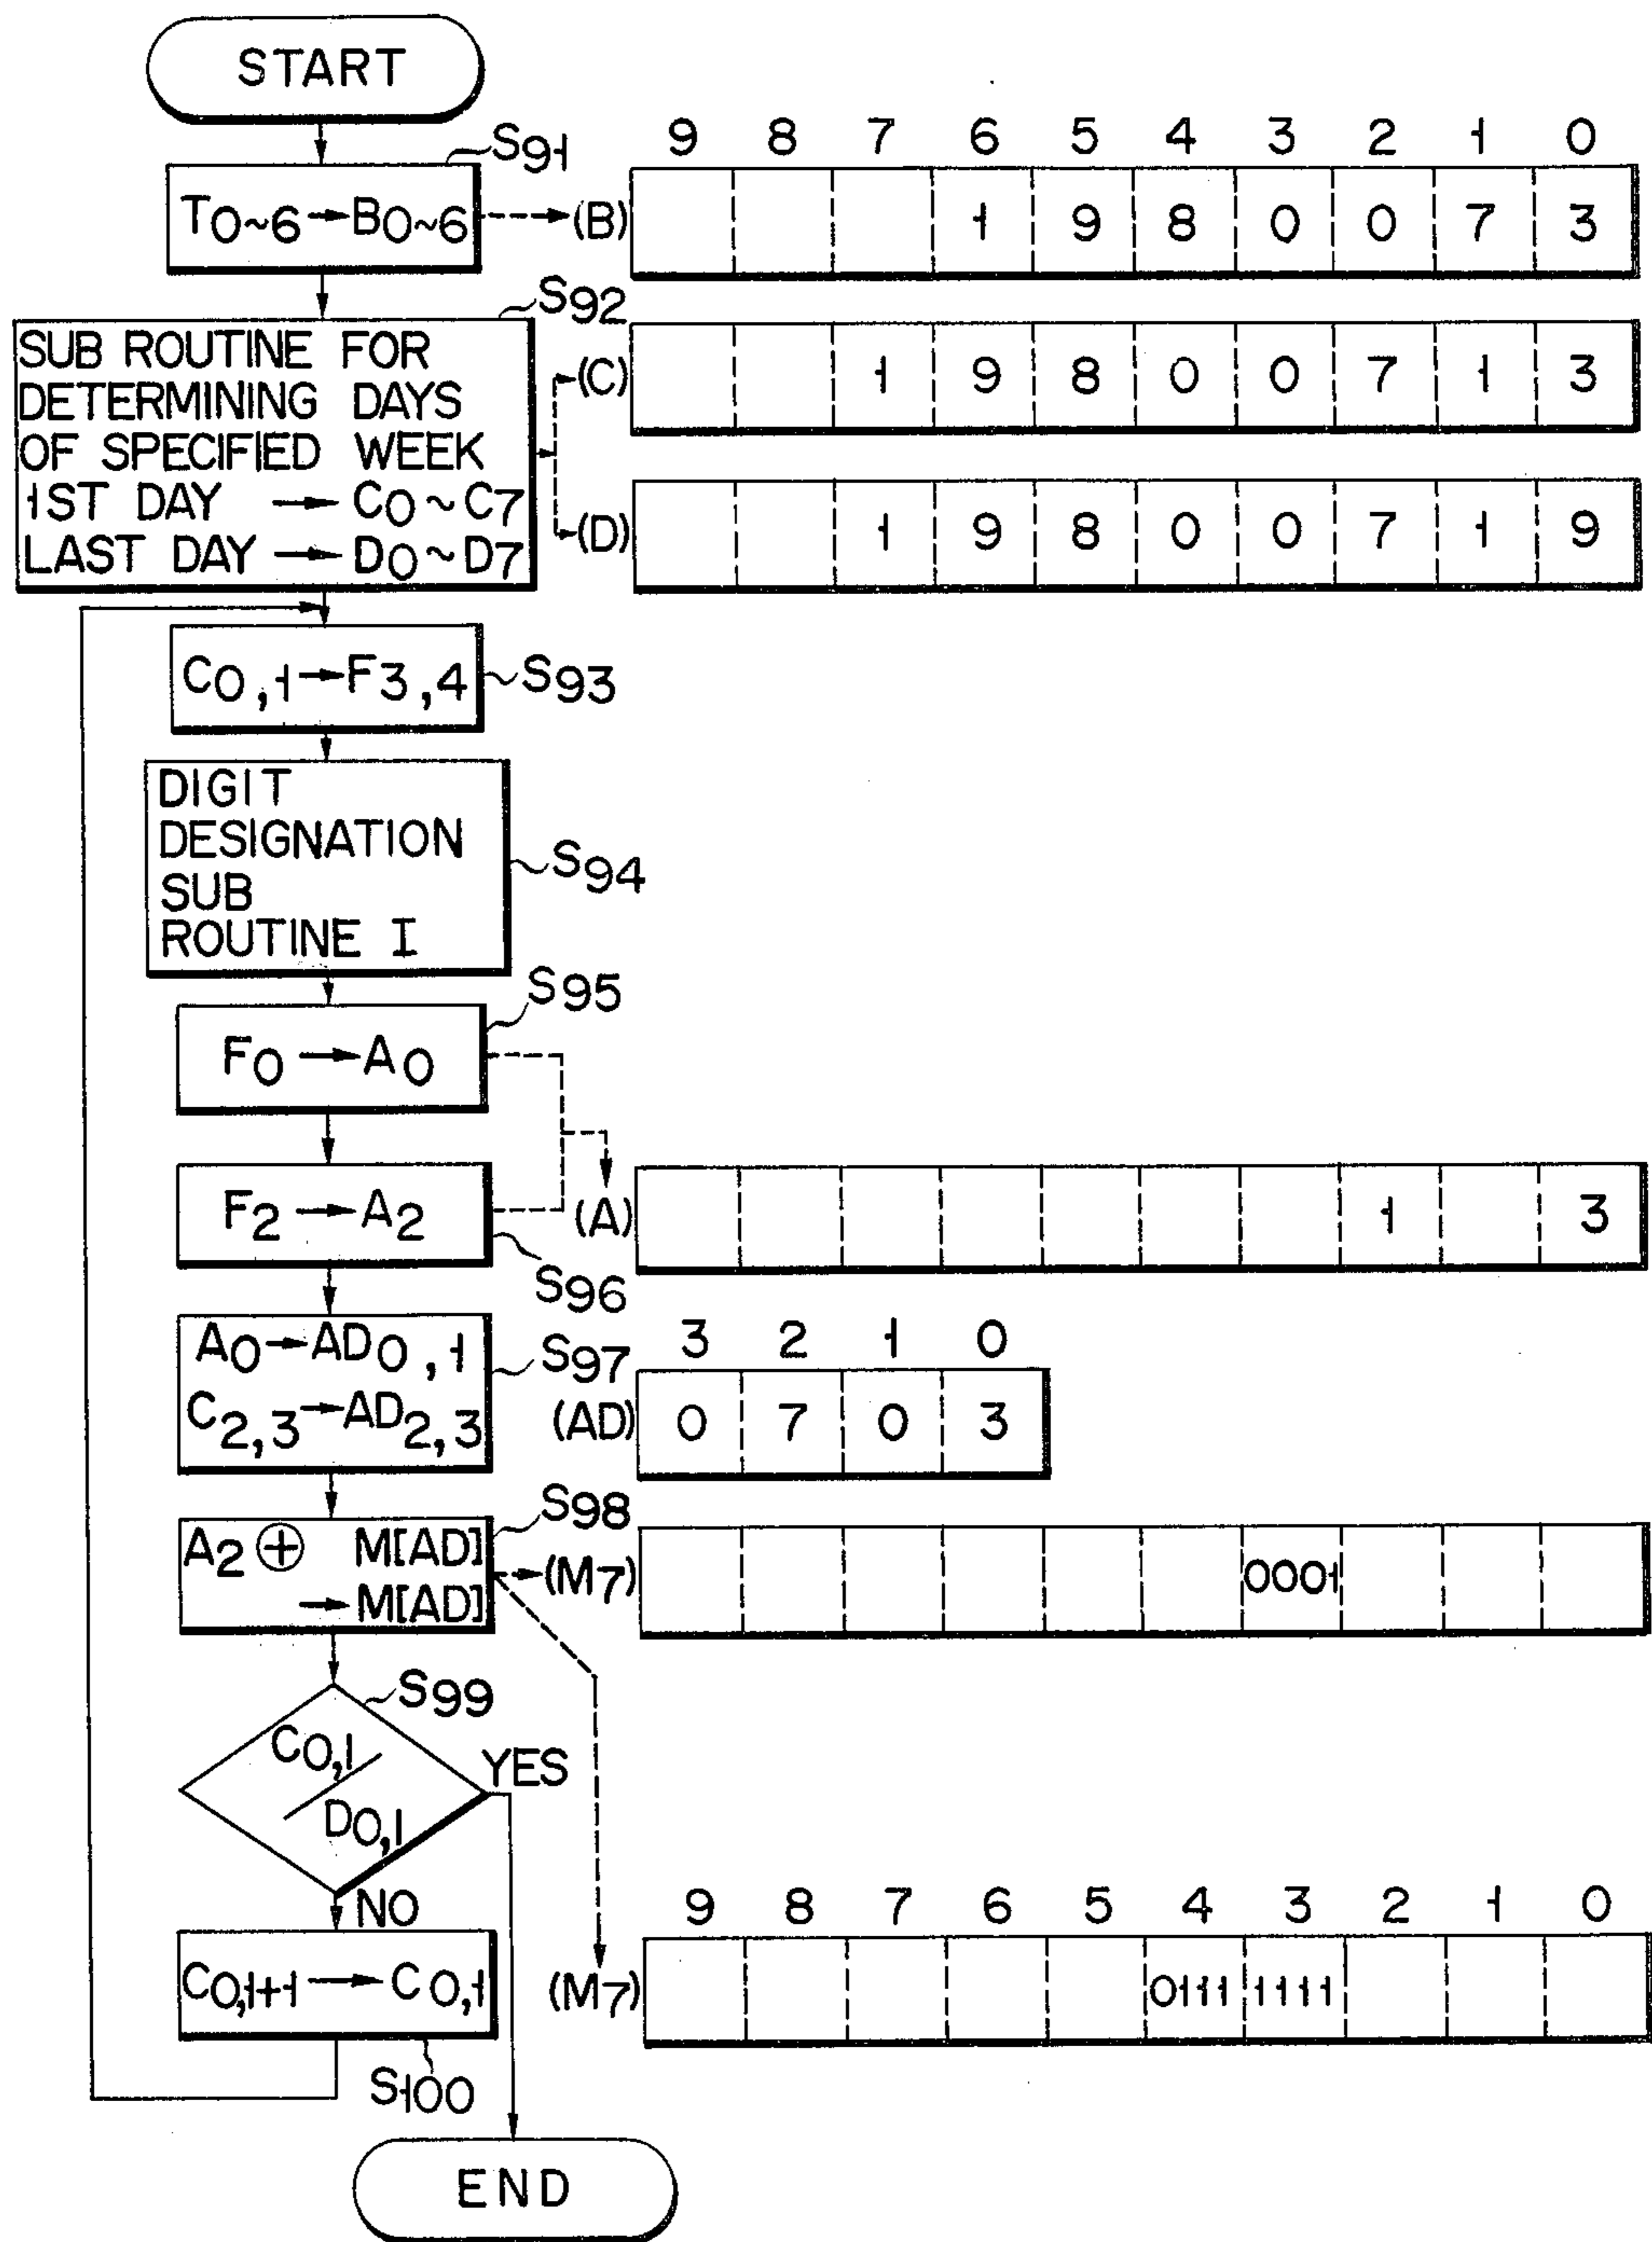 START
S91
9 8 7 6 5 4 3 2 1 0
T0~6→B0~6
(B) 1 9 8 0 0 7 3
S92
SUB ROUTINE FOR
DETERMINING DAYS
OF SPECIFIED WEEK
1ST DAY → C0~C7
LAST DAY → D0~D7
(C) 1 9 8 0 0 7 1 3
(D) 1 9 8 0 0 7 1 9
C0,1→F3,4
S93
DIGIT
DESIGNATION
SUB
ROUTINE I
S94
S95
F0→A0
F2→A2
S96
(A) 1 3
A0→AD0,1
C2,3→AD2,3
S97
3 2 1 0
(AD) 0 7 0 3
S98
A2⊕ M[AD]
→M[AD]
(M7) 0001
S99
C0,1
/
D0,1
YES
NO
C0,1+1→C0,1
S100
9 8 7 6 5 4 3 2 1 0
(M7) 0111 1111
END